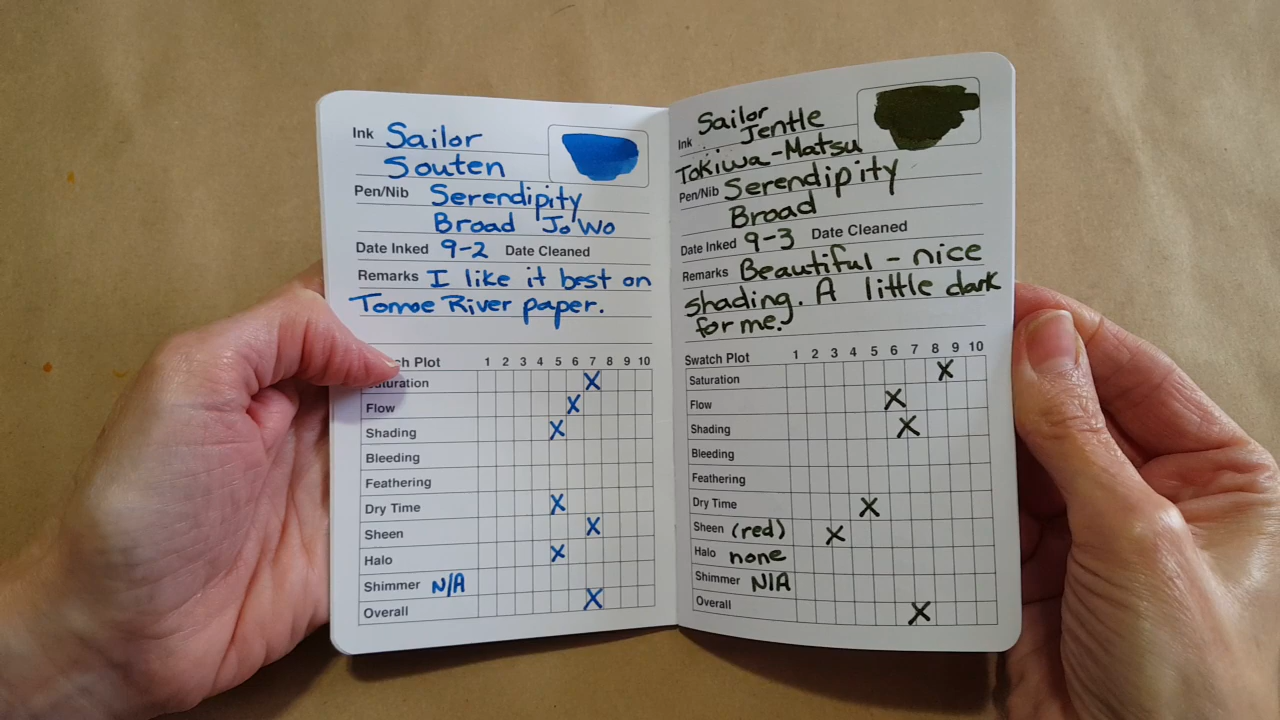 Ink Sailor
Souten
Pen/Nib Serendipity
Broad JoWo
Date Inked 9-2 Date Cleaned
Remarks I like it best on
Tomoe River paper.
ch Plot 1 2 3 4 5 6 7 8 9 10
Saturation X
Flow X
Shading X
Bleeding
Feathering
Dry Time X
Sheen X
Halo X
Shimmer N/A
Overall X
Ink Sailor
Jentle
Tokiwa-Matsu
Pen/Nib Serendipity
Broad
Date Inked 9-3 Date Cleaned
Remarks Beautiful - nice
shading. A little dark
for me.
Swatch Plot 1 2 3 4 5 6 7 8 9 10
Saturation X
Flow X
Shading X
Bleeding
Feathering
Dry Time X
Sheen (red) X
Halo none
Shimmer N/A
Overall X